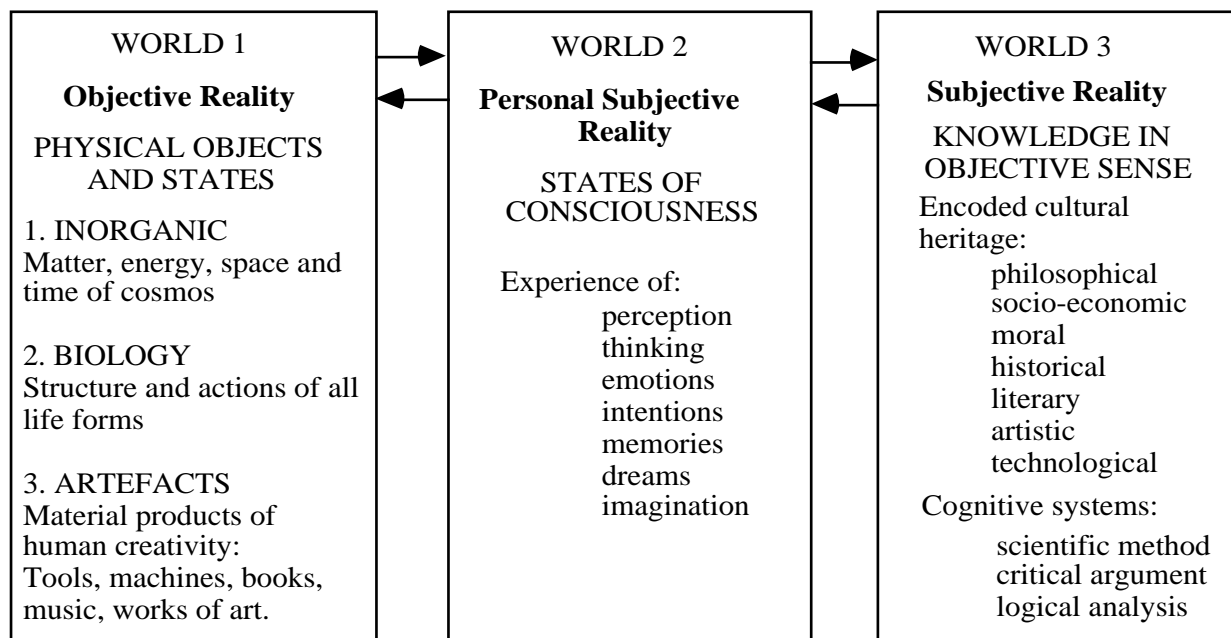 WORLD 1
Objective Reality
PHYSICAL OBJECTS
AND STATES
1. INORGANIC
Matter, energy, space and
time of cosmos
2. BIOLOGY
Structure and actions of all
life forms
3. ARTEFACTS
Material products of
human creativity:
Tools, machines, books,
music, works of art.
WORLD 2
Personal Subjective
Reality
STATES OF
CONSCIOUSNESS
Experience of:
perception
thinking
emotions
intentions
memories
dreams
imagination
WORLD 3
Subjective Reality
KNOWLEDGE IN
OBJECTIVE SENSE
Encoded cultural
heritage:
philosophical
socio-economic
moral
historical
literary
artistic
technological
Cognitive systems:
scientific method
critical argument
logical analysis